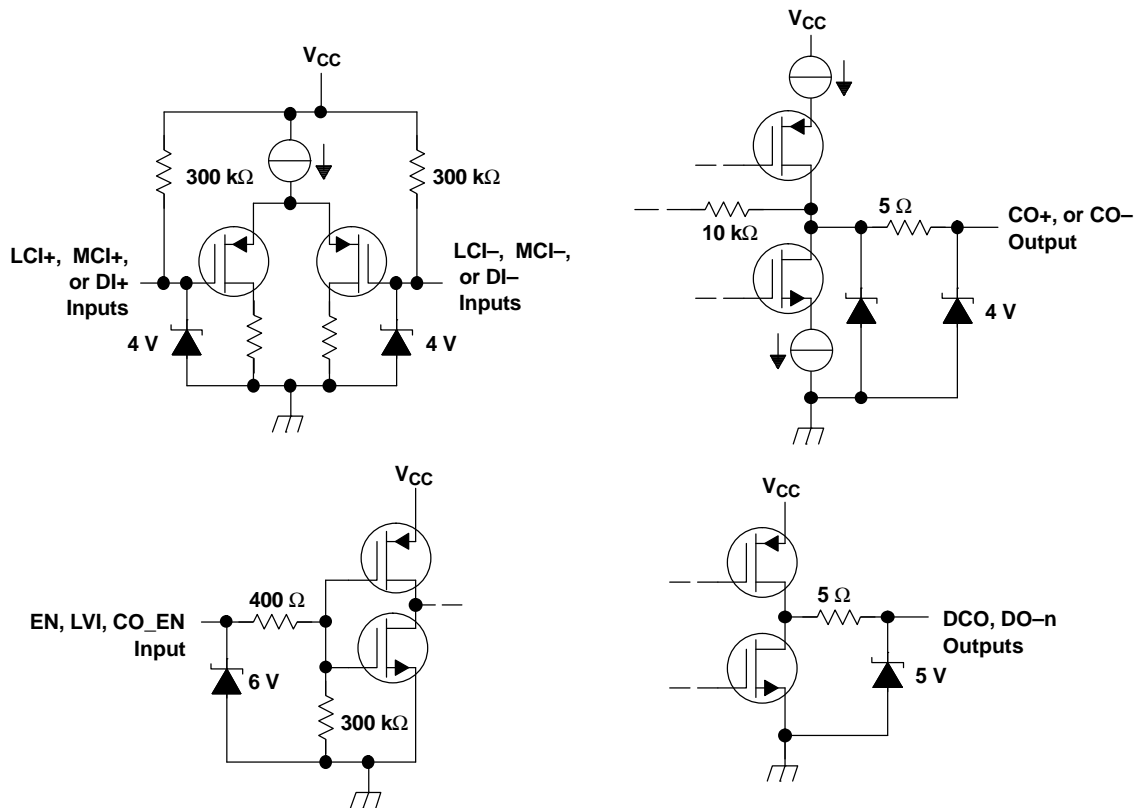 VCC
300 kΩ
300 kΩ
LCI+, MCI+,
or DI+
Inputs
LCI–, MCI–,
or DI–
Inputs
4 V
4 V
VCC
10 kΩ
5 Ω
CO+, or CO–
Output
4 V
VCC
400 Ω
EN, LVI, CO_EN
Input
6 V
300 kΩ
VCC
5 Ω
DCO, DO–n
Outputs
5 V